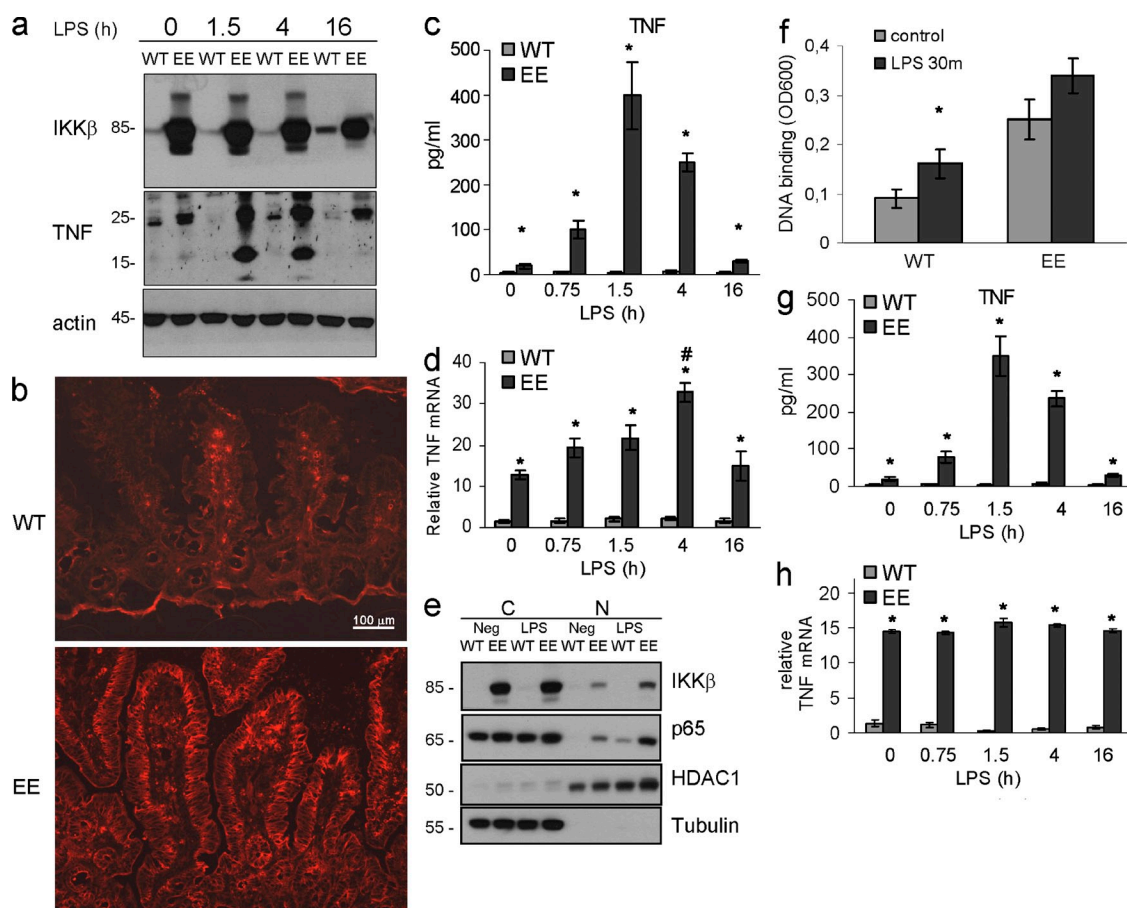 a
LPS (h) 0 1.5 4 16
WT EE WT EE WT EE WT EE
IKKβ 85-
TNF 25-
15-
actin 45-
b
WT
100 μm
EE
c
TNF
WT
EE
pg/ml
500
400
300
200
100
0
* * * * *
0 0.75 1.5 4 16
LPS (h)
d
WT
EE
Relative TNF mRNA
40
30
20
10
0
#
* * * * *
0 0.75 1.5 4 16
LPS (h)
e
C N
Neg LPS Neg LPS
WT EE WT EE WT EE WT EE
85 - IKKβ
65 - p65
50 - HDAC1
55 - Tubulin
f
control
LPS 30m
DNA binding (OD600)
0,4
0,3
0,2
0,1
0
*
WT EE
g
TNF
WT
EE
pg/ml
500
400
300
200
100
0
* * * * *
0 0.75 1.5 4 16
LPS (h)
h
WT
EE
relative
TNF mRNA
20
15
10
5
0
* * * * *
0 0.75 1.5 4 16
LPS (h)